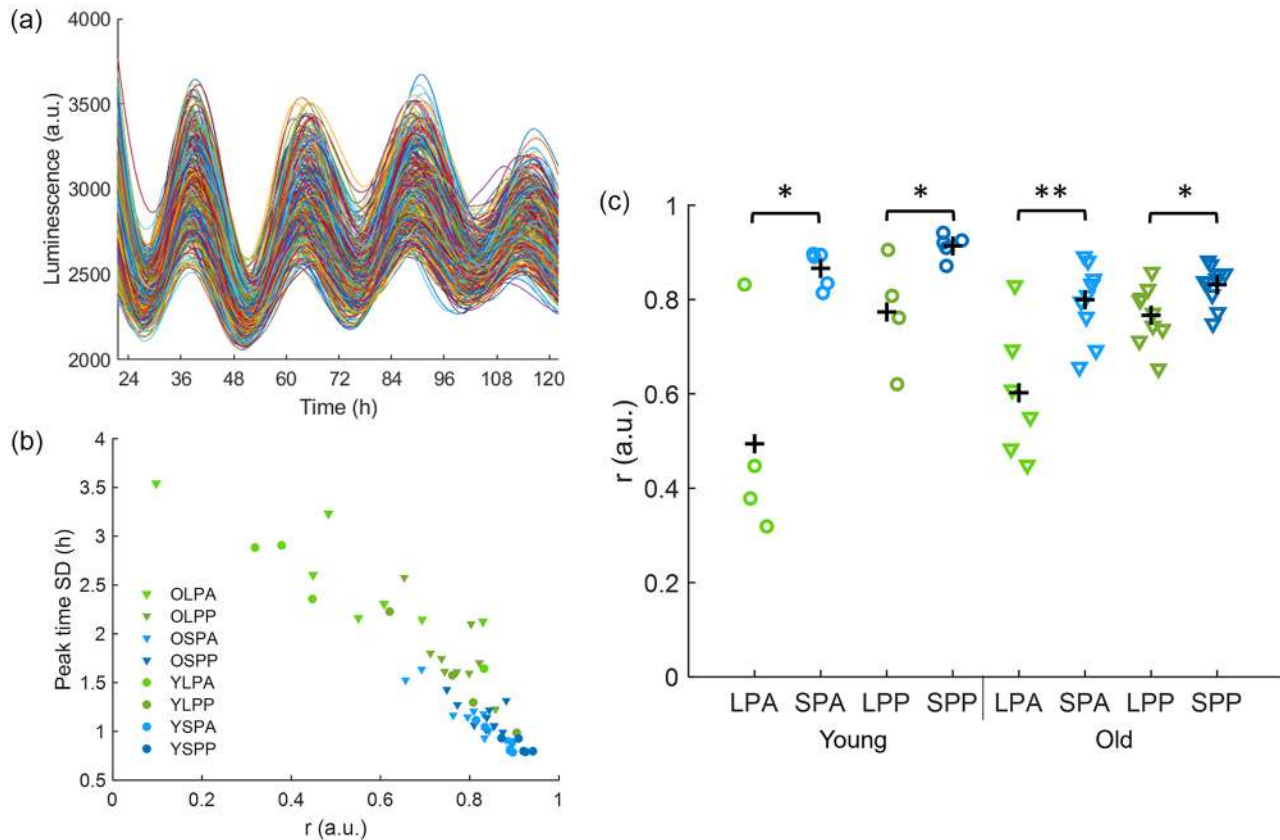 (a)
4000
3500
3000
2500
2000
Luminescence (a.u.)
24 36 48 60 72 84 96 108 120
Time (h)
(b)
4
3.5
3
2.5
2
1.5
1
0.5
Peak time SD (h)
OLPA
OLPP
OSPA
OSPP
YLPA
YLPP
YSPA
YSPP
0 0.2 0.4 0.6 0.8 1
r (a.u.)
(c)
* * ** *
1
0.8
0.6
0.4
0.2
0
r (a.u.)
LPA SPA LPP SPP LPA SPA LPP SPP
Young Old